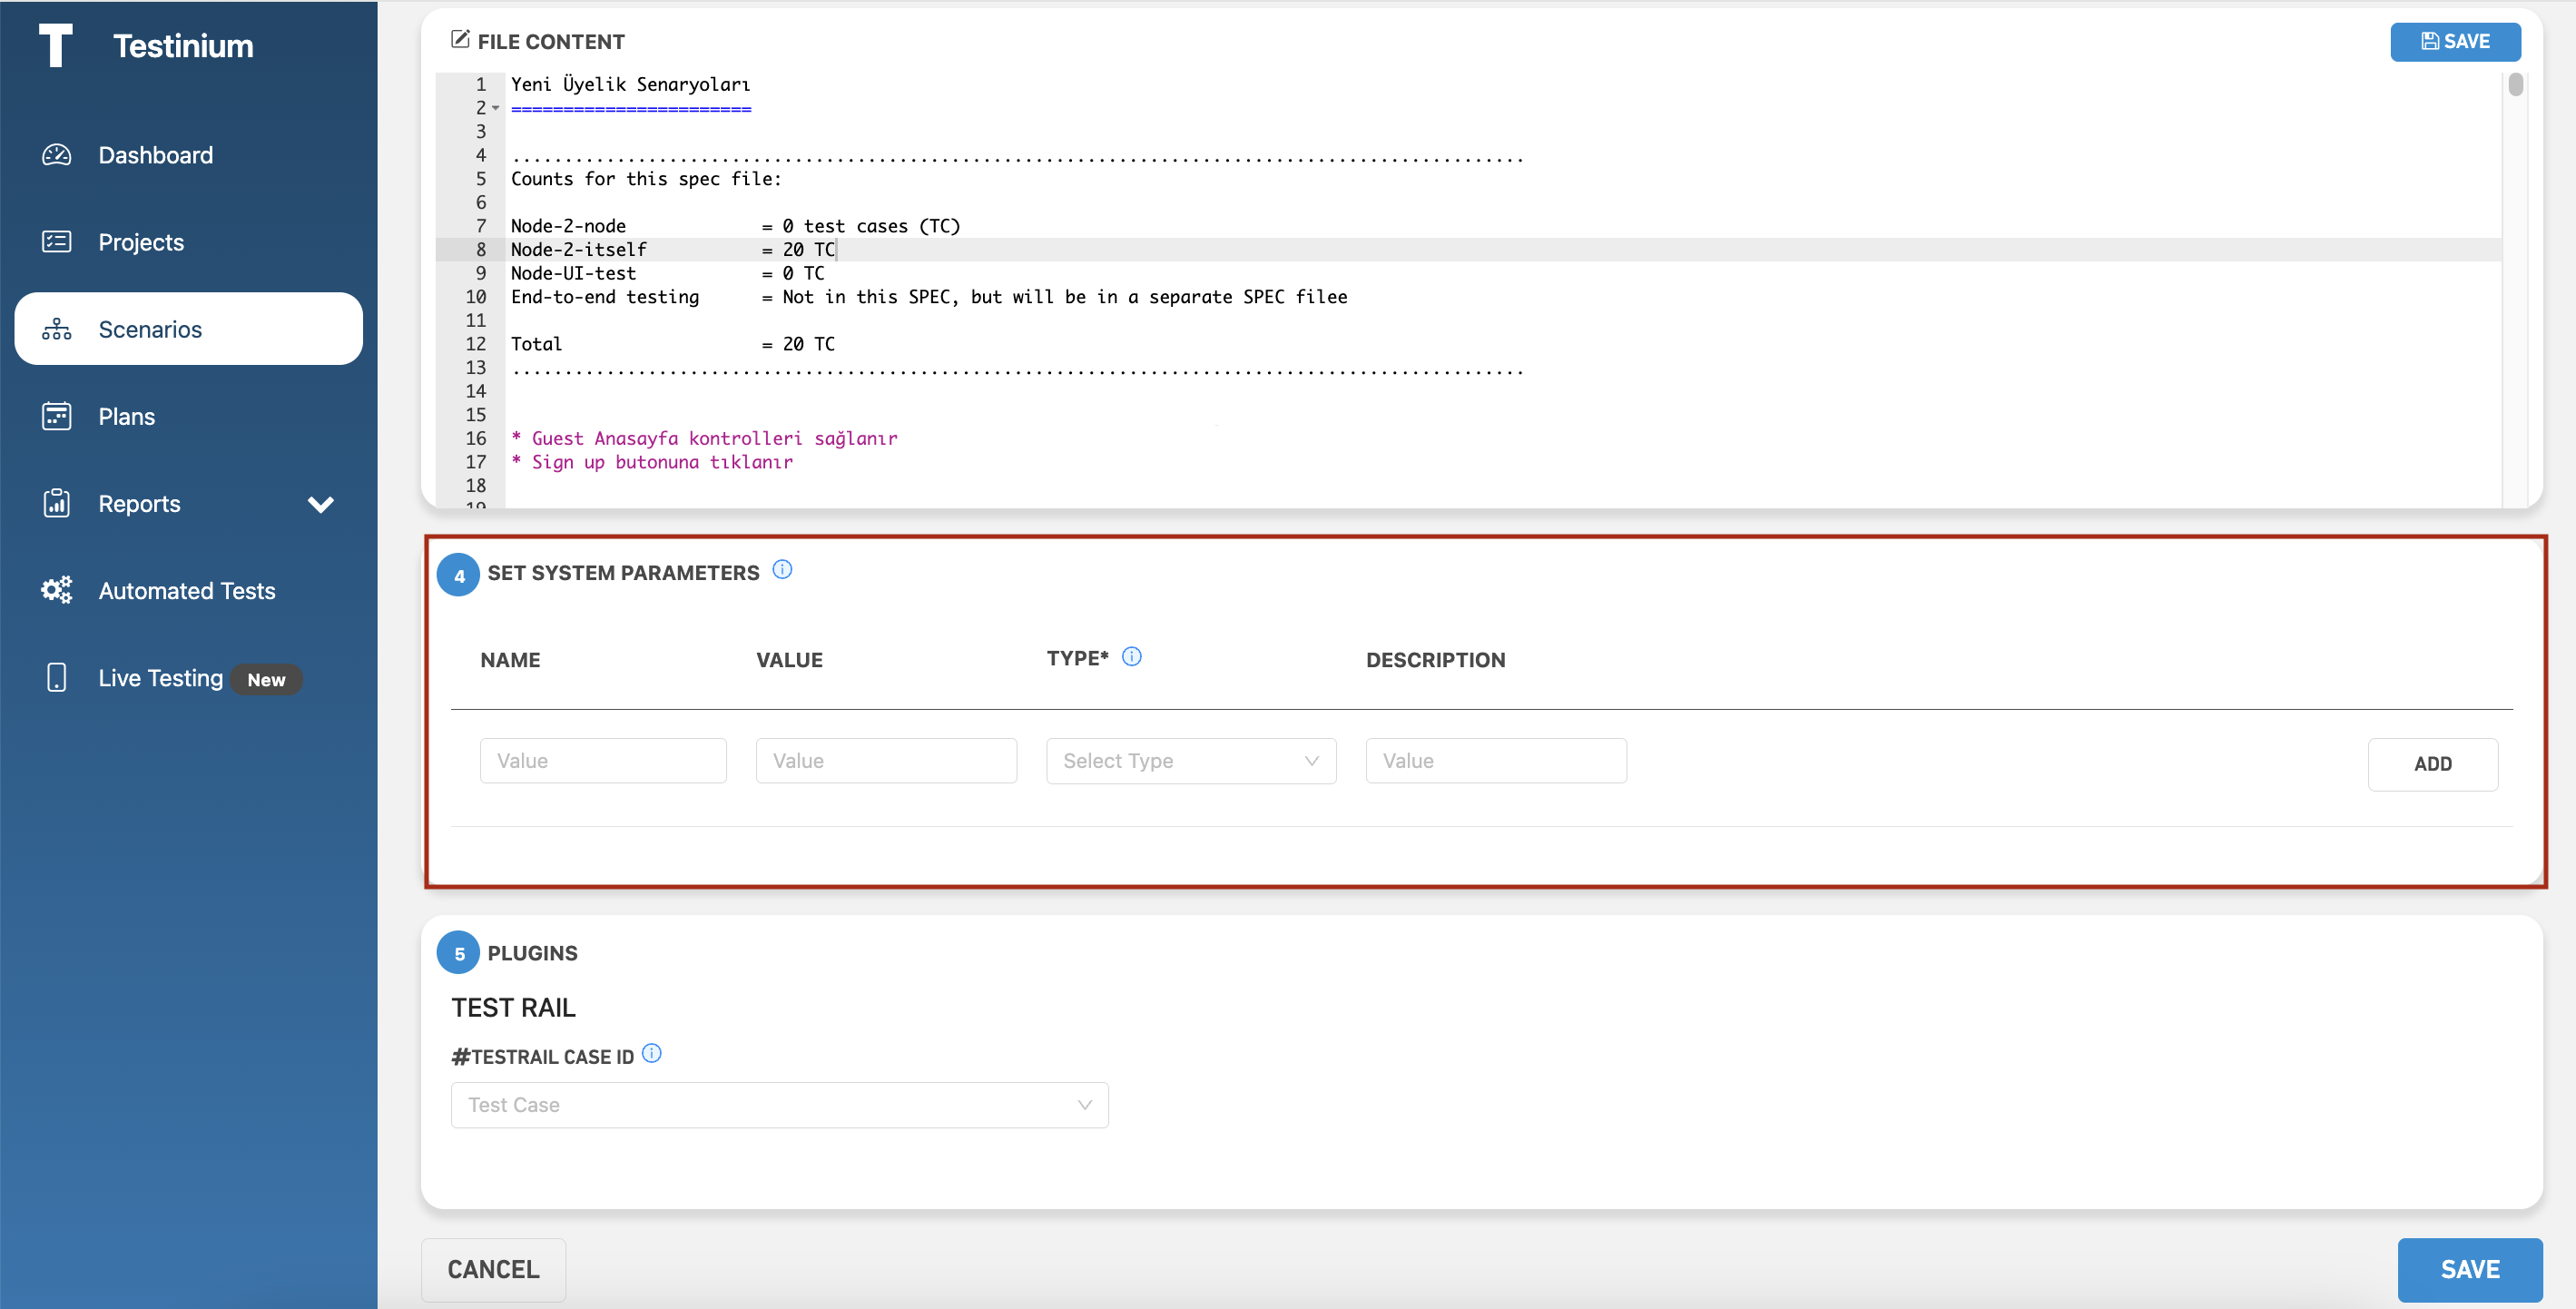 Testinium
Dashboard
Projects
Scenarios
Plans
Reports
Automated Tests
Live Testing New
FILE CONTENT
SAVE
1 Yeni Üyelik Senaryoları
2 =======================
3
4 .................................................................................................
5 Counts for this spec file:
6
7 Node-2-node = 0 test cases (TC)
8 Node-2-itself = 20 TC
9 Node-UI-test = 0 TC
10 End-to-end testing = Not in this SPEC, but will be in a separate SPEC filee
11
12 Total = 20 TC
13 .................................................................................................
14
15
16 * Guest Anasayfa kontrolleri sağlanır
17 * Sign up butonuna tıklanır
18
19
4 SET SYSTEM PARAMETERS
NAME VALUE TYPE* DESCRIPTION
Value Value Select Type Value ADD
5 PLUGINS
TEST RAIL
#TESTRAIL CASE ID
Test Case
CANCEL SAVE